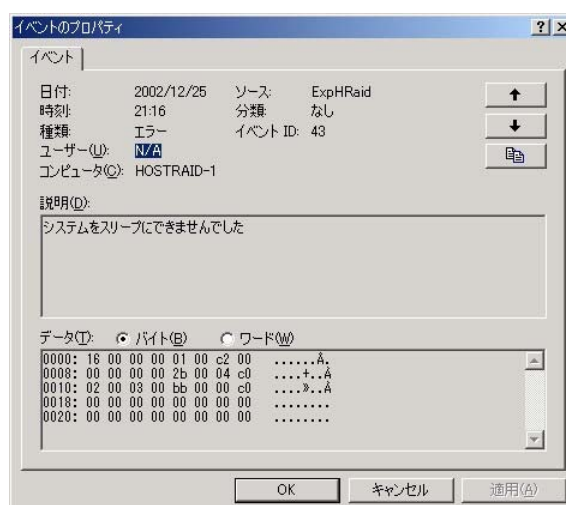 イベントのプロパティ
イベント
日付: 2002/12/25 ソース: ExpHRaid
時刻: 21:16 分類: なし
種類: エラー イベント ID: 43
ユーザー(U): N/A
コンピュータ(C): HOSTRAID-1
説明(D):
システムをスリープにできませんでした
データ(T): バイト(B) ワード(W)
0000: 16 00 00 00 01 00 c2 00 ......Â.
0008: 00 00 00 00 2b 00 04 c0 ....+..À
0010: 02 00 03 00 bb 00 00 c0 ....»..À
0018: 00 00 00 00 00 00 00 00 ........
0020: 00 00 00 00 00 00 00 00 ........
OK キャンセル 適用(A)